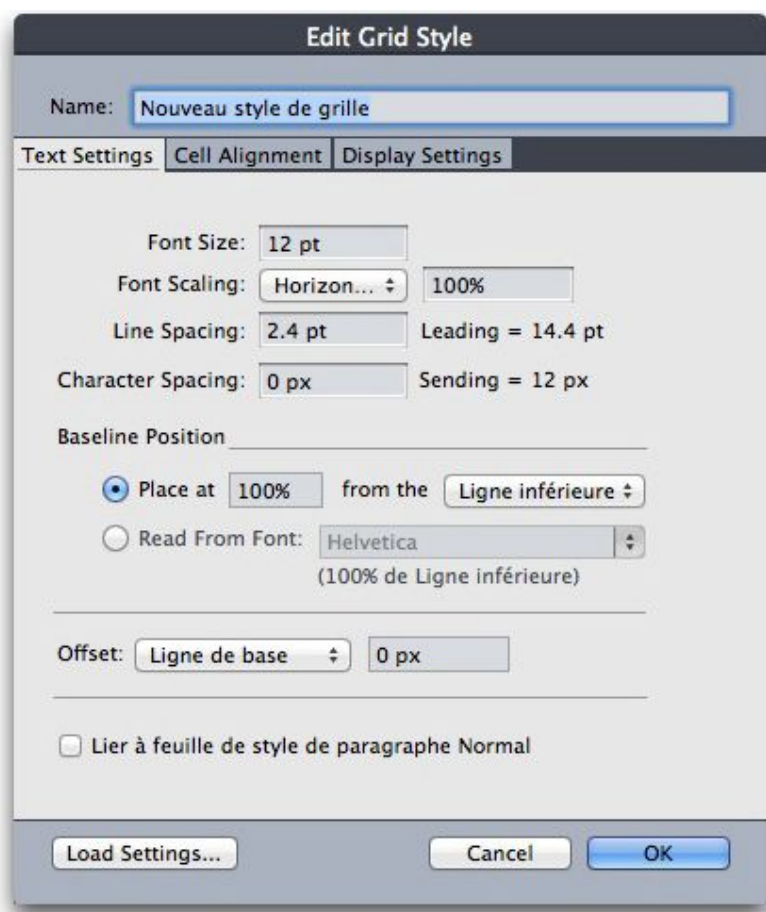 Edit Grid Style
Name: Nouveau style de grille
Text Settings Cell Alignment Display Settings
Font Size: 12 pt
Font Scaling: Horizon... 100%
Line Spacing: 2.4 pt Leading = 14.4 pt
Character Spacing: 0 px Sending = 12 px
Baseline Position
Place at 100% from the Ligne inférieure
Read From Font: Helvetica
(100% de Ligne inférieure)
Offset: Ligne de base 0 px
Lier à feuille de style de paragraphe Normal
Load Settings... Cancel OK